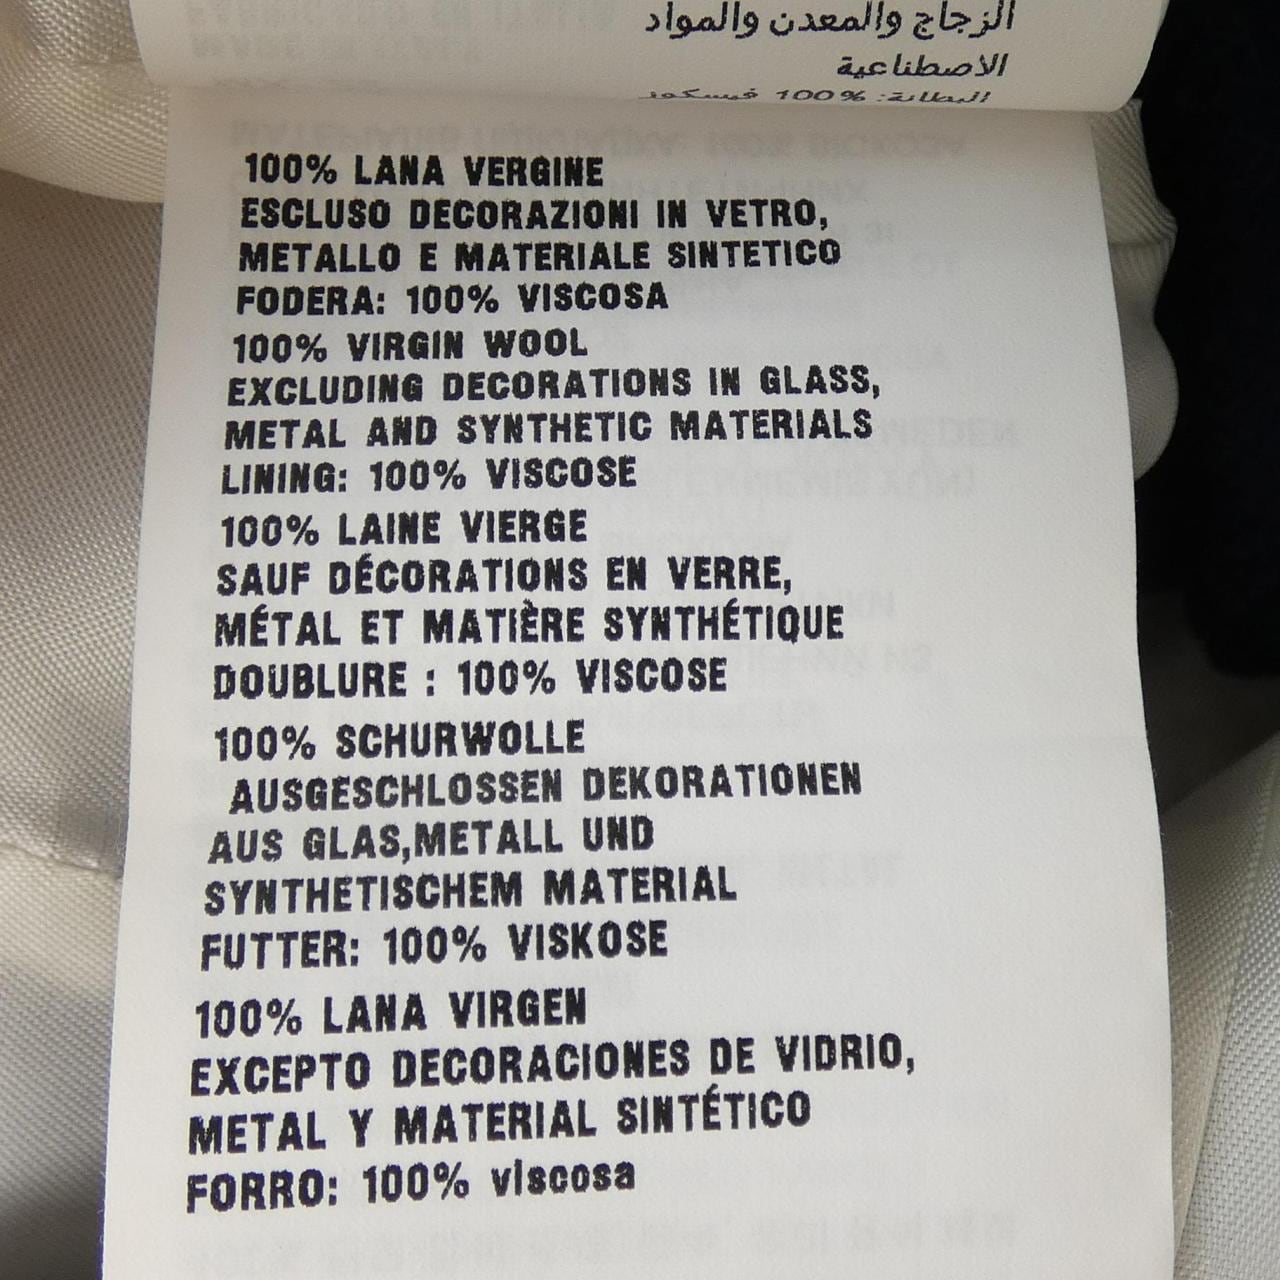 الزجاج والمعدن والمواد
الاصطناعية
البطانة: 100% فيسكوز
100% LANA VERGINE
ESCLUSO DECORAZIONI IN VETRO,
METALLO E MATERIALE SINTETICO
FODERA: 100% VISCOSA
100% VIRGIN WOOL
EXCLUDING DECORATIONS IN GLASS,
METAL AND SYNTHETIC MATERIALS
LINING: 100% VISCOSE
100% LAINE VIERGE
SAUF DÉCORATIONS EN VERRE,
MÉTAL ET MATIÈRE SYNTHÉTIQUE
DOUBLURE : 100% VISCOSE
100% SCHURWOLLE
AUSGESCHLOSSEN DEKORATIONEN
AUS GLAS,METALL UND
SYNTHETISCHEM MATERIAL
FUTTER: 100% VISKOSE
100% LANA VIRGEN
EXCEPTO DECORACIONES DE VIDRIO,
METAL Y MATERIAL SINTÉTICO
FORRO: 100% viscosa